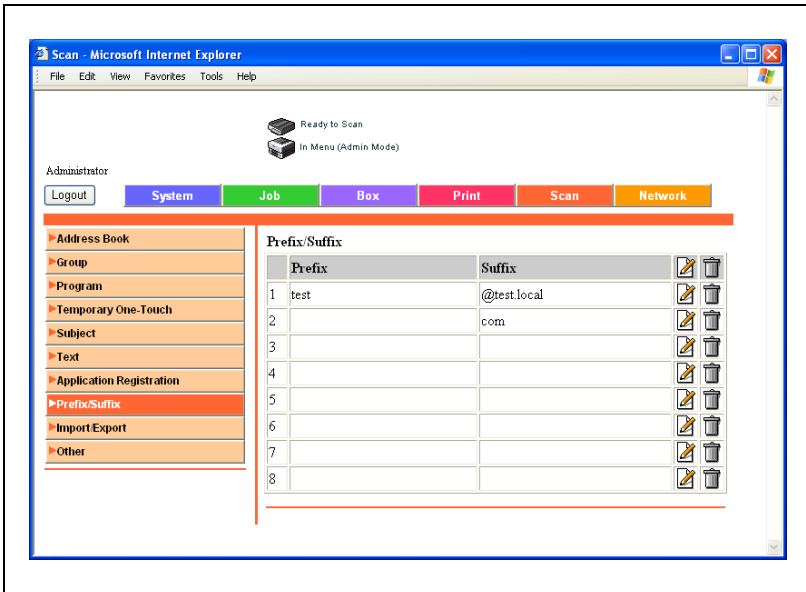 Scan - Microsoft Internet Explorer
File Edit View Favorites Tools Help
Ready to Scan
In Menu (Admin Mode)
Administrator
Logout System Job Box Print Scan Network
Address Book
Group
Program
Temporary One-Touch
Subject
Text
Application Registration
Prefix/Suffix
Import/Export
Other
Prefix/Suffix
Prefix Suffix
1 test @test.local
2 com
3
4
5
6
7
8